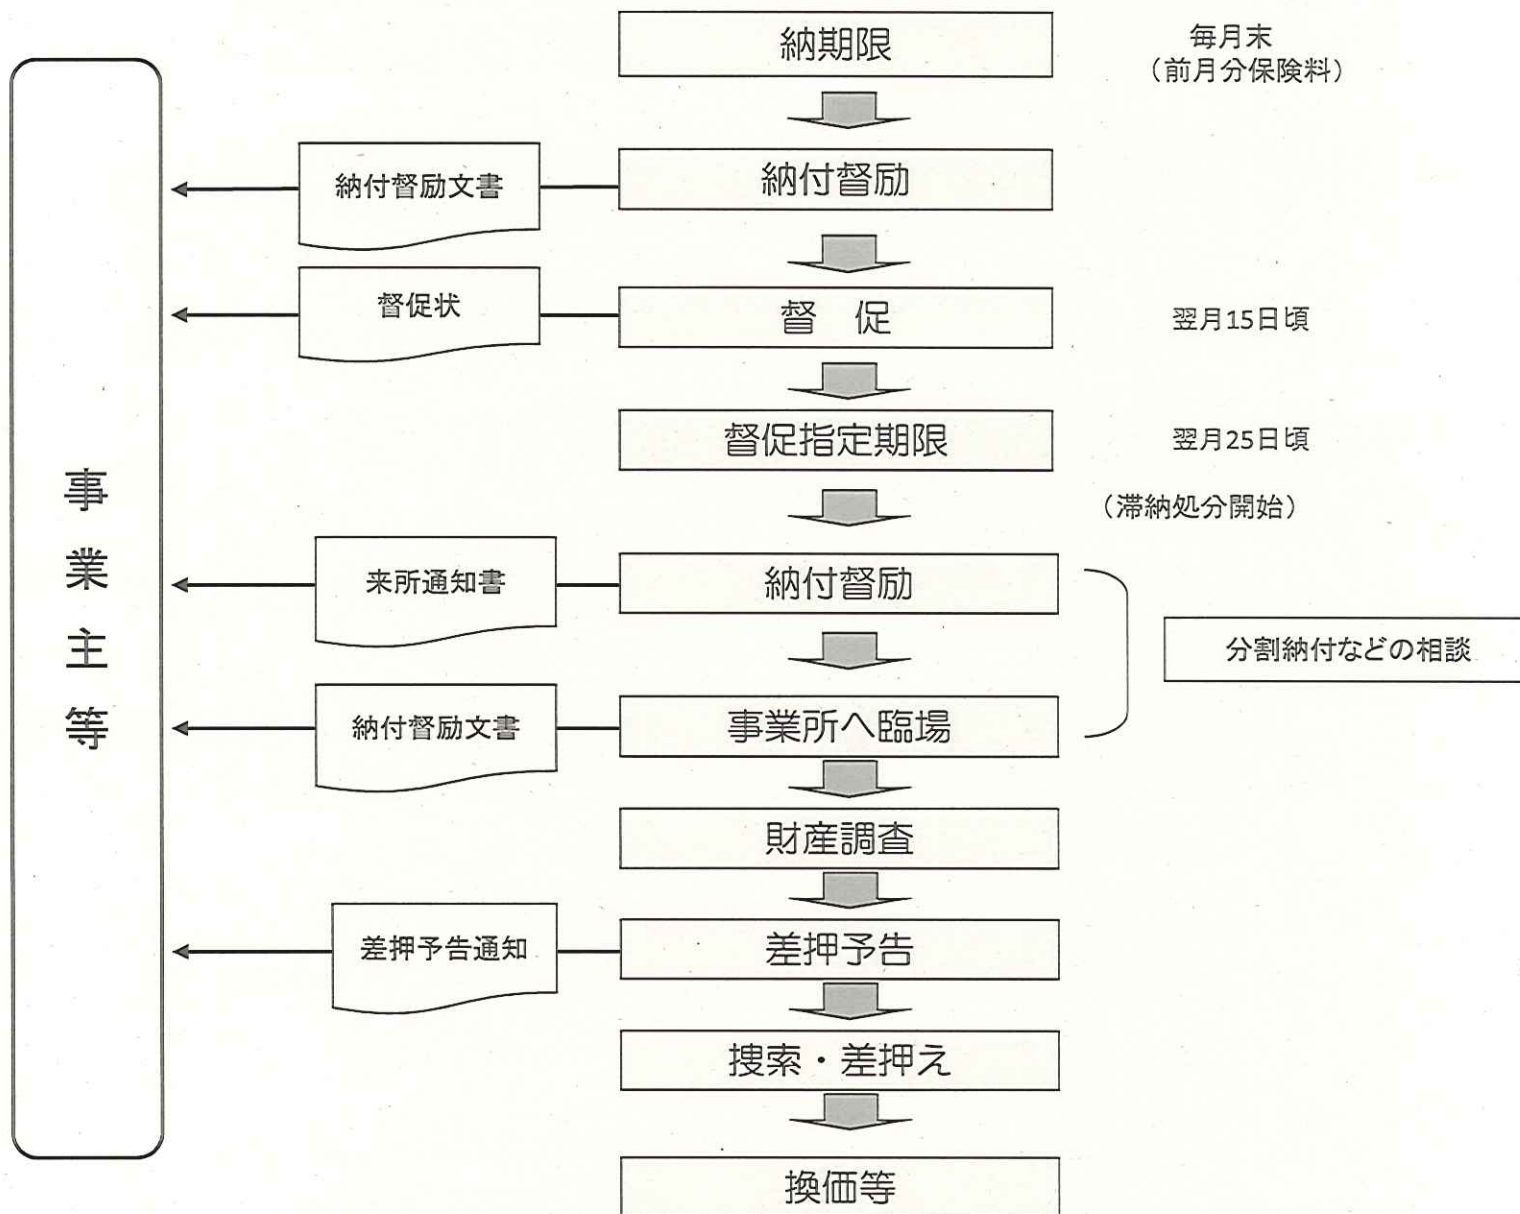 納期限
毎月末
（前月分保険料）
納付督励文書
納付督励
督促状
督　促
翌月15日頃
督促指定期限
翌月25日頃
（滞納処分開始）
事業主等
来所通知書
納付督励
分割納付などの相談
納付督励文書
事業所へ臨場
財産調査
差押予告通知
差押予告
捜索・差押え
換価等